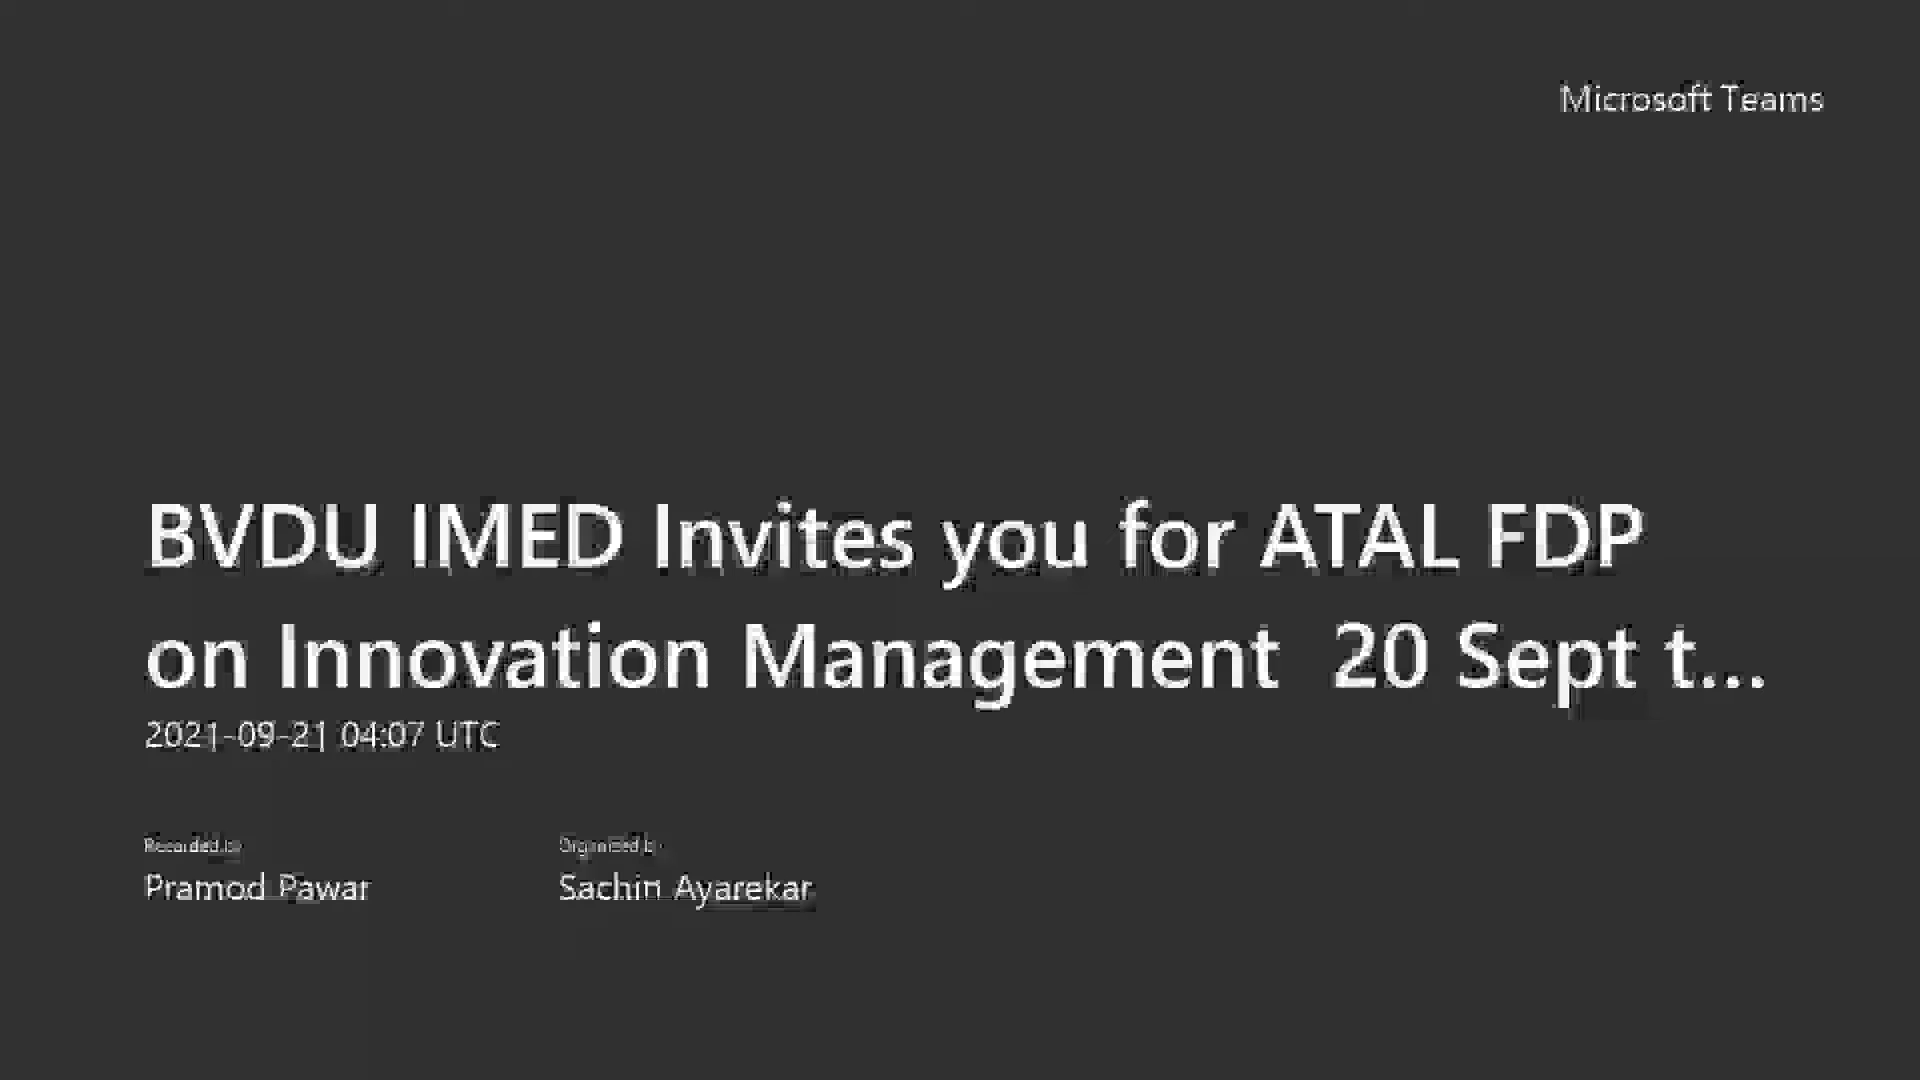 Microsoft Teams
BVDU IMED Invites you for ATAL FDP
on Innovation Management  20 Sept t...
2021-09-21 04:07 UTC
Recorded by
Organized by
Pramod Pawar
Sachin Ayarekar